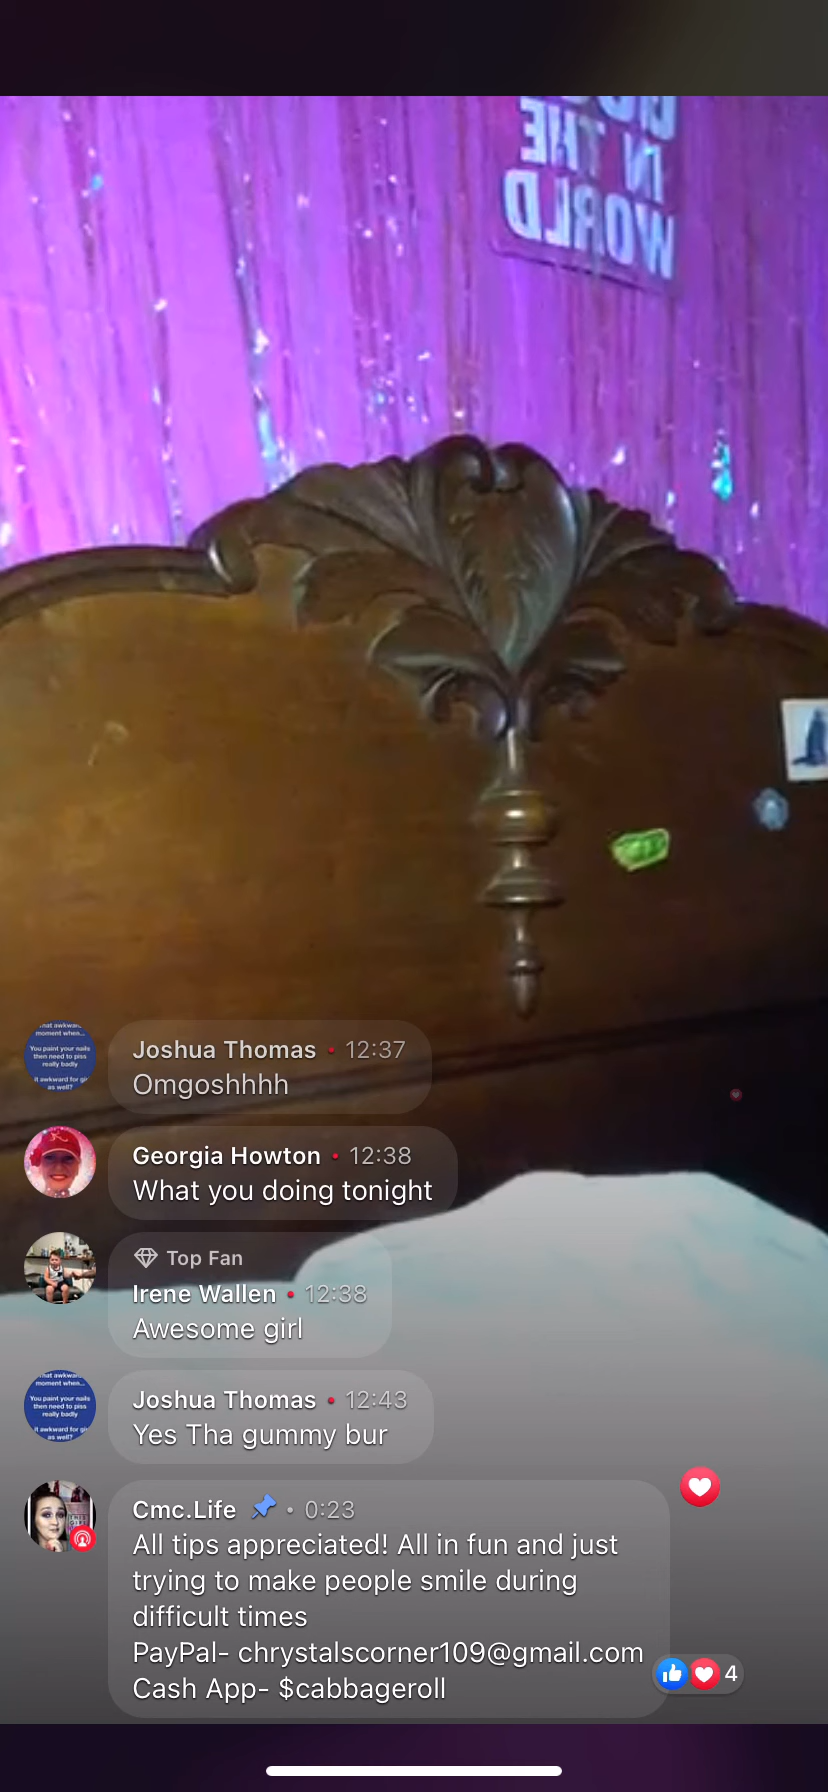 IN THE
WORLD
Joshua Thomas • 12:37
Omgoshhhh
Georgia Howton • 12:38
What you doing tonight
Top Fan
Irene Wallen • 12:38
Awesome girl
Joshua Thomas • 12:43
Yes Tha gummy bur
Cmc.Life • 0:23
All tips appreciated! All in fun and just
trying to make people smile during
difficult times
PayPal- chrystalscorner109@gmail.com
Cash App- $cabbageroll
4